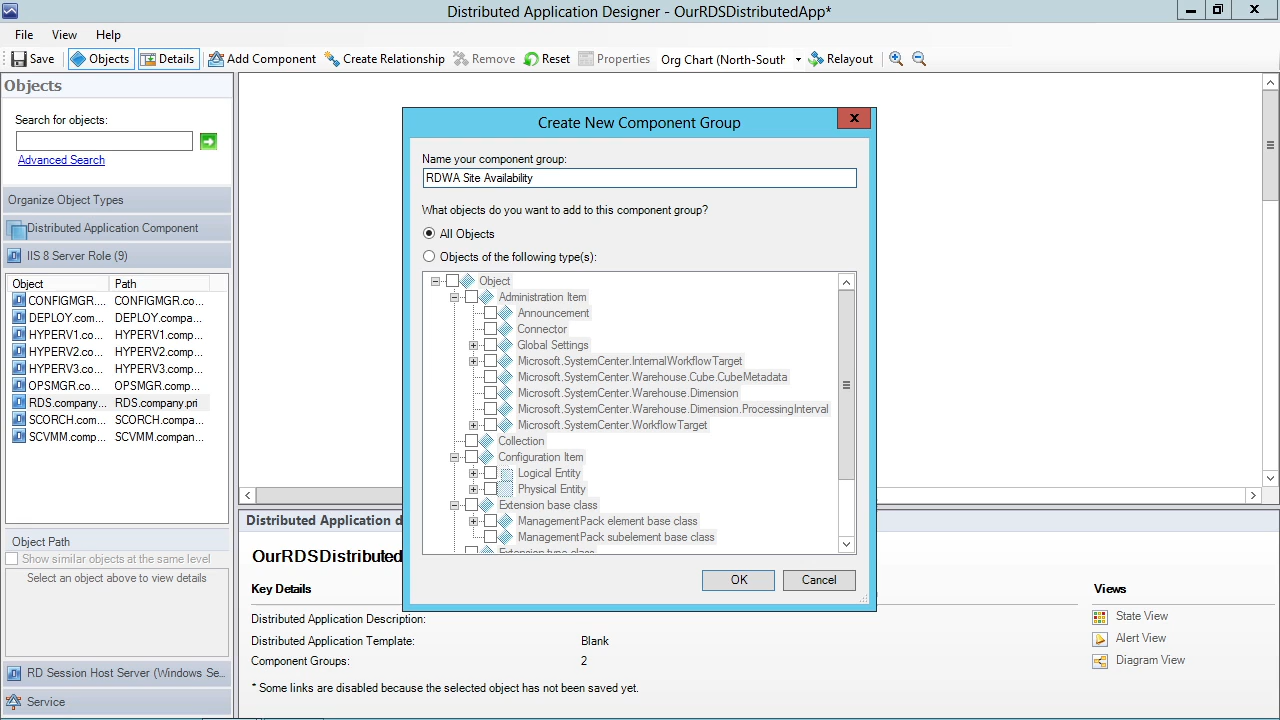 Distributed Application Designer - OurRDSDistributedApp*
File View Help
Save Objects Details Add Component Create Relationship Remove Reset Properties Org Chart (North-South Relayout
Objects
Search for objects:
Advanced Search
Organize Object Types
Distributed Application Component
IIS 8 Server Role (9)
Object Path
CONFIGMGR.... CONFIGMGR.co...
DEPLOY.com... DEPLOY.compa...
HYPERV1.co... HYPERV1.comp...
HYPERV2.co... HYPERV2.comp...
HYPERV3.co... HYPERV3.comp...
OPSMGR.co... OPSMGR.comp...
RDS.company... RDS.company.pri
SCORCH.com... SCORCH.compa...
SCVMM.comp... SCVMM.compan...
Object Path
Show similar objects at the same level
Select an object above to view details
RD Session Host Server (Windows Se...
Service
Create New Component Group
Name your component group:
RDWA Site Availability
What objects do you want to add to this component group?
All Objects
Objects of the following type(s):
Object
Administration Item
Announcement
Connector
Global Settings
Microsoft.SystemCenter.InternalWorkflowTarget
Microsoft.SystemCenter.Warehouse.Cube.CubeMetadata
Microsoft.SystemCenter.Warehouse.Dimension
Microsoft.SystemCenter.Warehouse.Dimension.ProcessingInterval
Microsoft.SystemCenter.WorkflowTarget
Collection
Configuration Item
Logical Entity
Physical Entity
Extension base class
ManagementPack element base class
ManagementPack subelement base class
Extension type class
OK Cancel
Distributed Application d
OurRDSDistributed
Key Details
Distributed Application Description:
Distributed Application Template: Blank
Component Groups: 2
* Some links are disabled because the selected object has not been saved yet.
Views
State View
Alert View
Diagram View